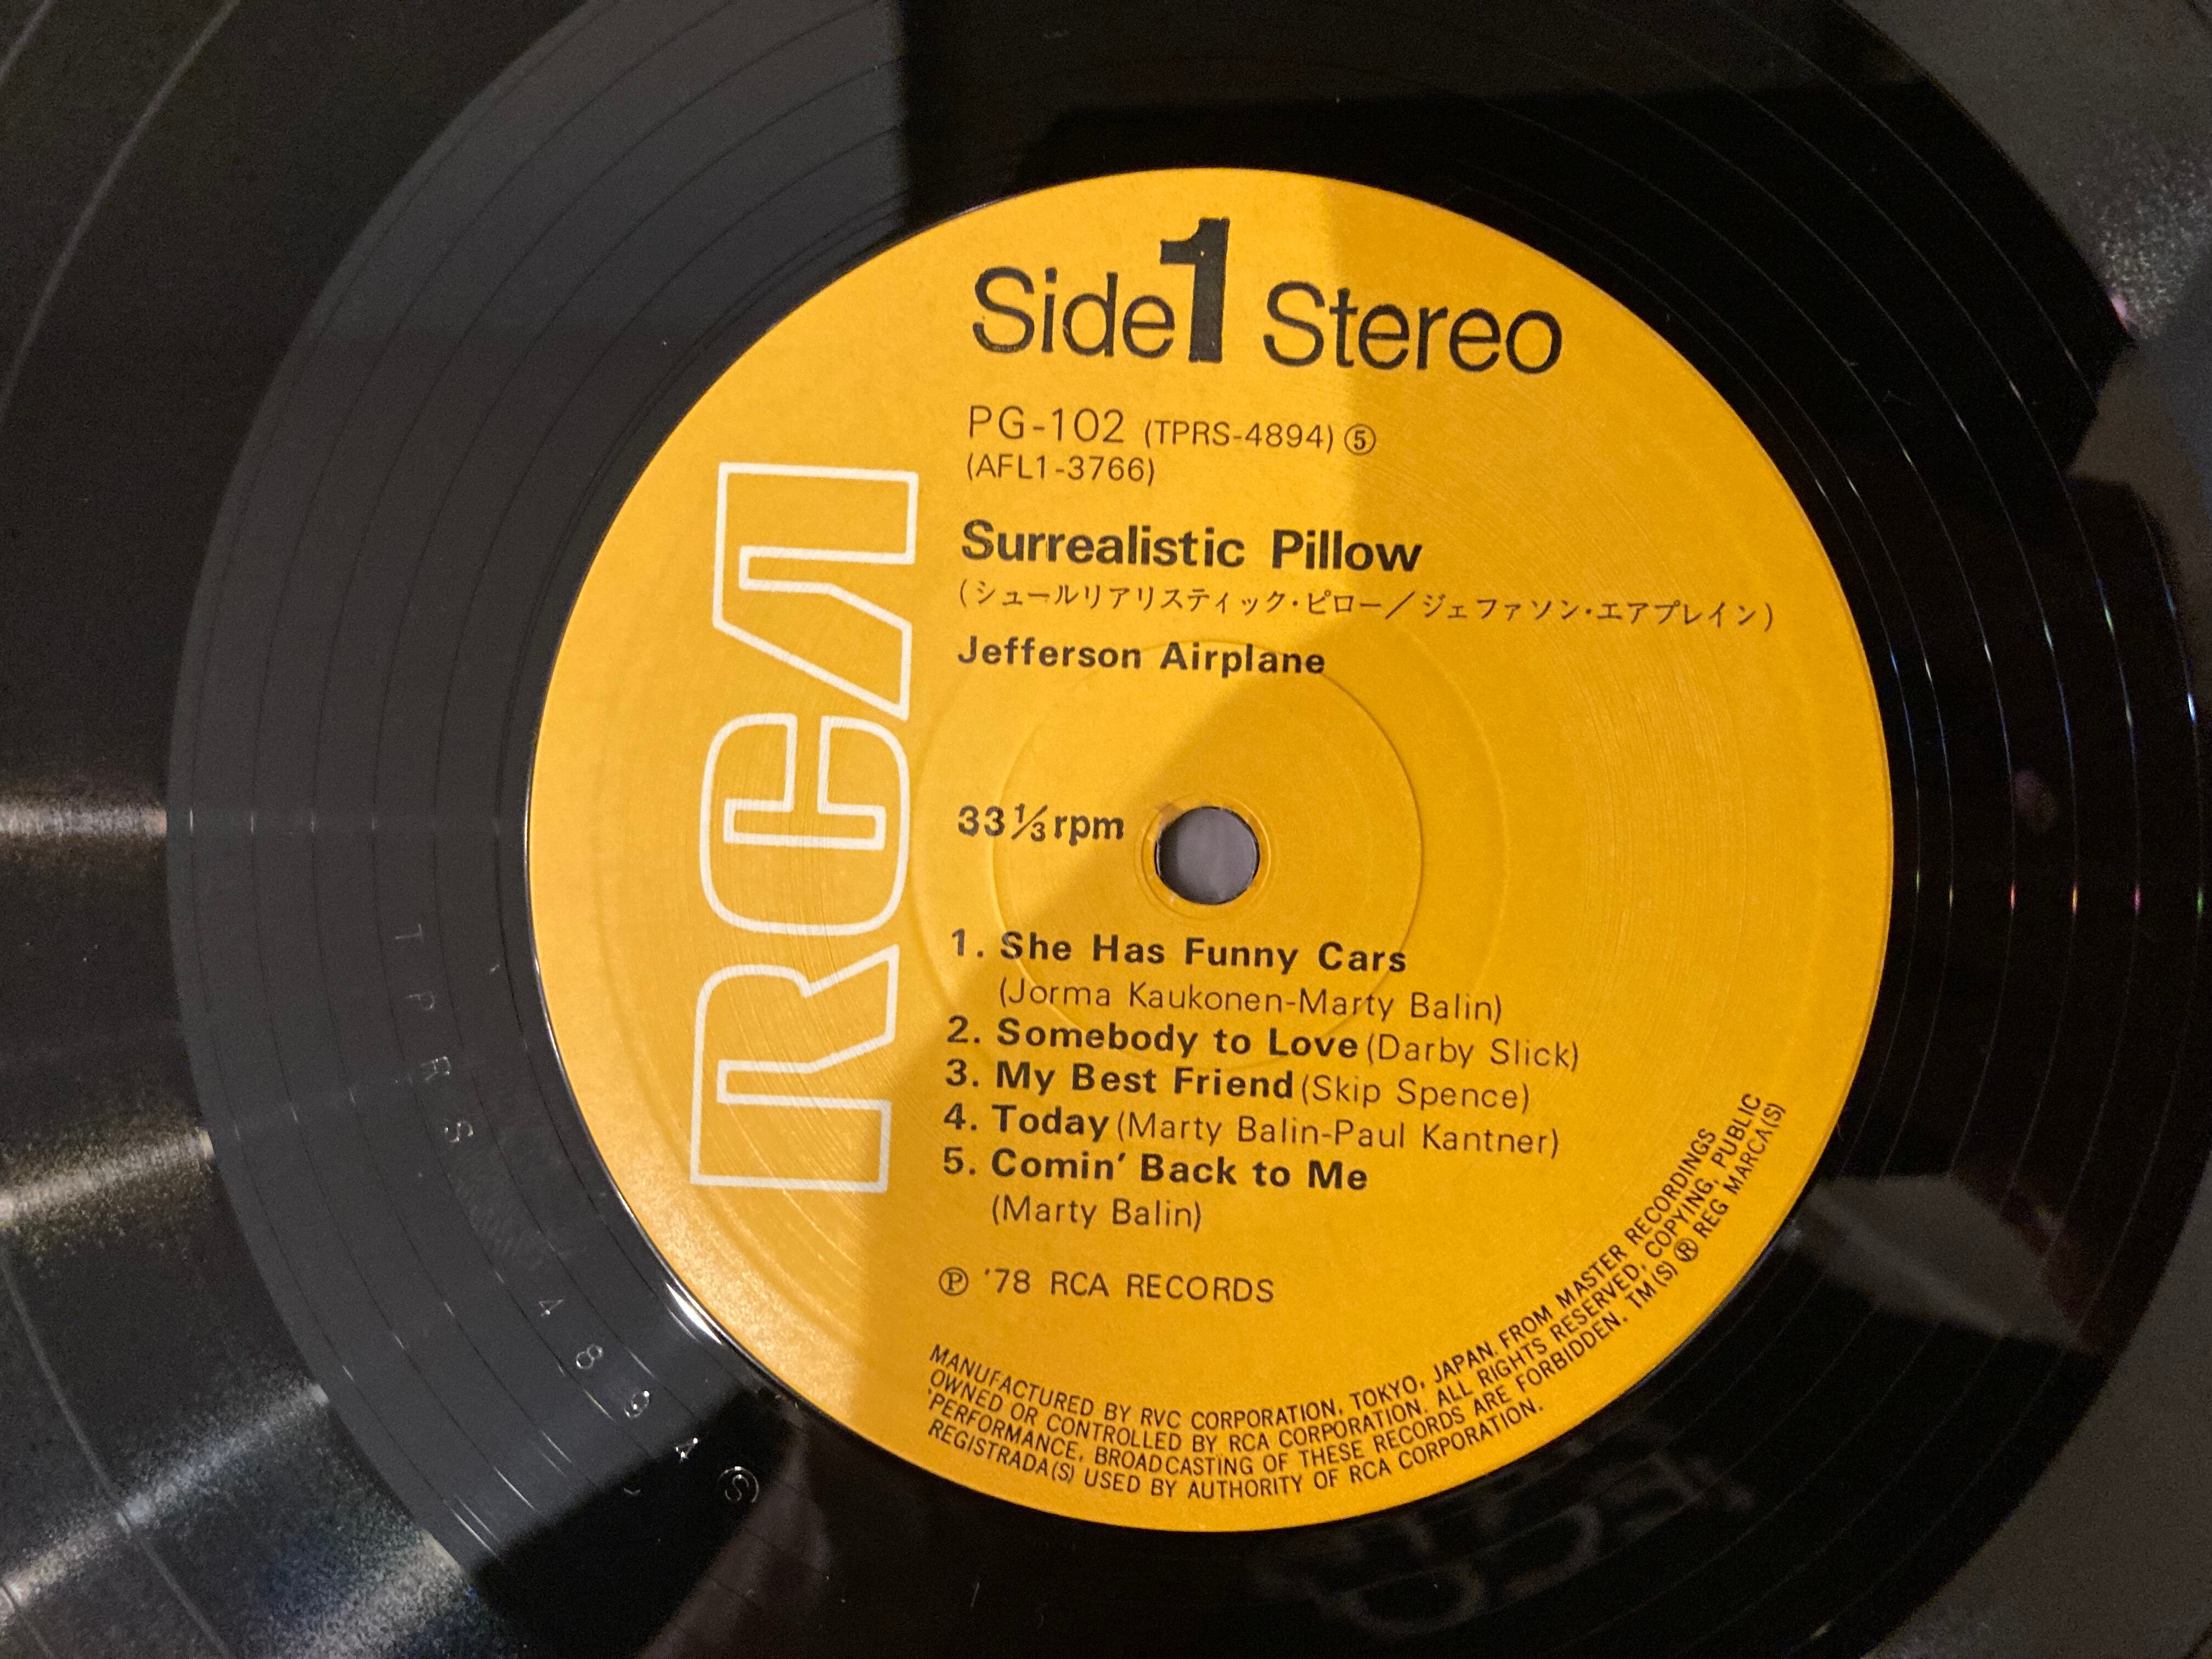 Side 1 Stereo
PG-102 (TPRS-4894) ⑤
(AFL1-3766)
Surrealistic Pillow
(シュールリアリスティック・ピロー／ジェファソン・エアプレイン)
Jefferson Airplane
RCA
33⅓rpm
1. She Has Funny Cars
(Jorma Kaukonen-Marty Balin)
2. Somebody to Love (Darby Slick)
3. My Best Friend (Skip Spence)
4. Today (Marty Balin-Paul Kantner)
5. Comin' Back to Me
(Marty Balin)
Ⓟ '78 RCA RECORDS
MANUFACTURED BY RVC CORPORATION, TOKYO, JAPAN. FROM MASTER RECORDINGS
OWNED OR CONTROLLED BY RCA CORPORATION. ALL RIGHTS RESERVED, COPYING, PUBLIC
'PERFORMANCE, BROADCASTING OF THESE RECORDS ARE FORBIDDEN. TM(S) ® REG MARCA(S)
REGISTRADA(S) USED BY AUTHORITY OF RCA CORPORATION.
TPRS 4894 (S)